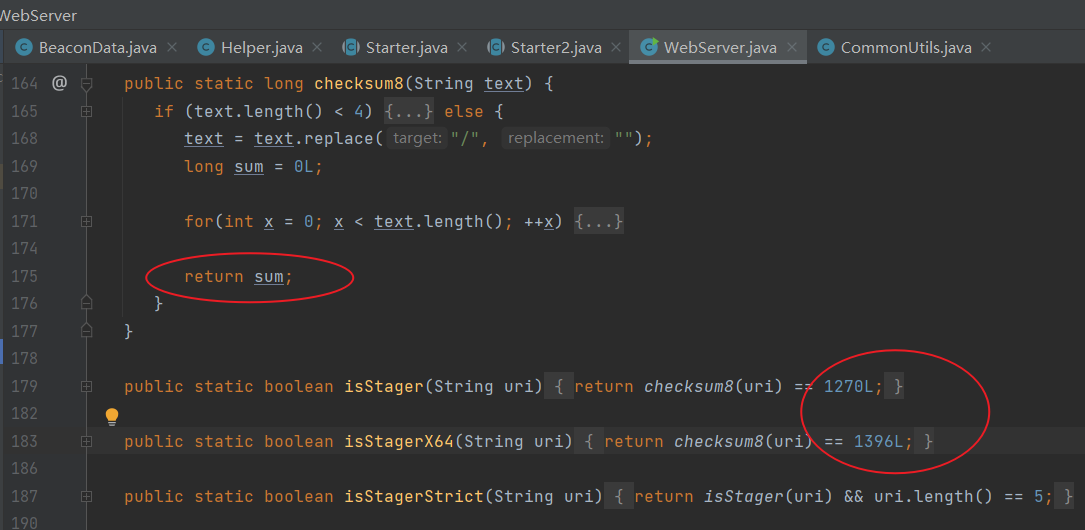 WebServer
BeaconData.java × Helper.java × Starter.java × Starter2.java × WebServer.java × CommonUtils.java ×
164 @ public static long checksum8(String text) {
165 if (text.length() < 4) {...} else {
168 text = text.replace( target: "/", replacement: "");
169 long sum = 0L;
170
171 for(int x = 0; x < text.length(); ++x) {...}
174
175 return sum;
176 }
177 }
178
179 public static boolean isStager(String uri) { return checksum8(uri) == 1270L; }
182
183 public static boolean isStagerX64(String uri) { return checksum8(uri) == 1396L; }
186
187 public static boolean isStagerStrict(String uri) { return isStager(uri) && uri.length() == 5; }
190